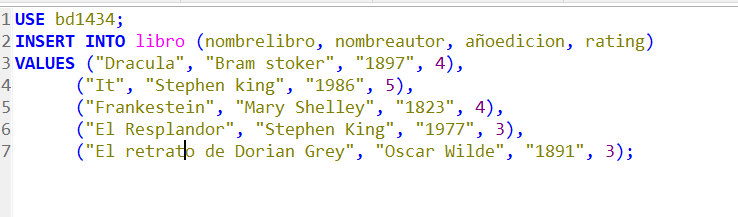 1 USE bd1434;
2 INSERT INTO libro (nombrelibro, nombreautor, añoedicion, rating)
3 VALUES ("Dracula", "Bram stoker", "1897", 4),
4 ("It", "Stephen king", "1986", 5),
5 ("Frankestein", "Mary Shelley", "1823", 4),
6 ("El Resplandor", "Stephen King", "1977", 3),
7 ("El retrato de Dorian Grey", "Oscar Wilde", "1891", 3);